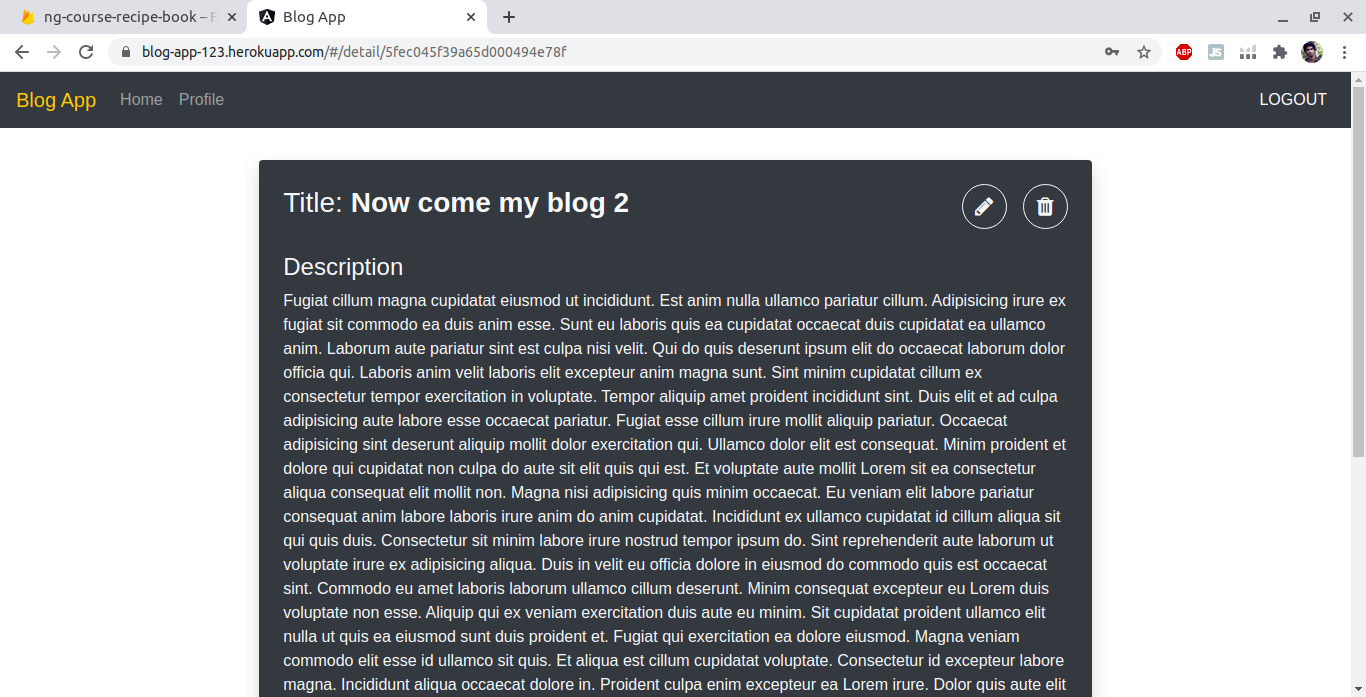 ng-course-recipe-book – F
Blog App
blog-app-123.herokuapp.com/#/detail/5fec045f39a65d000494e78f
ABP
JS
Blog App Home Profile LOGOUT
Title: Now come my blog 2
Description
Fugiat cillum magna cupidatat eiusmod ut incididunt. Est anim nulla ullamco pariatur cillum. Adipisicing irure ex
fugiat sit commodo ea duis anim esse. Sunt eu laboris quis ea cupidatat occaecat duis cupidatat ea ullamco
anim. Laborum aute pariatur sint est culpa nisi velit. Qui do quis deserunt ipsum elit do occaecat laborum dolor
officia qui. Laboris anim velit laboris elit excepteur anim magna sunt. Sint minim cupidatat cillum ex
consectetur tempor exercitation in voluptate. Tempor aliquip amet proident incididunt sint. Duis elit et ad culpa
adipisicing aute labore esse occaecat pariatur. Fugiat esse cillum irure mollit aliquip pariatur. Occaecat
adipisicing sint deserunt aliquip mollit dolor exercitation qui. Ullamco dolor elit est consequat. Minim proident et
dolore qui cupidatat non culpa do aute sit elit quis qui est. Et voluptate aute mollit Lorem sit ea consectetur
aliqua consequat elit mollit non. Magna nisi adipisicing quis minim occaecat. Eu veniam elit labore pariatur
consequat anim labore laboris irure anim do anim cupidatat. Incididunt ex ullamco cupidatat id cillum aliqua sit
qui quis duis. Consectetur sit minim labore irure nostrud tempor ipsum do. Sint reprehenderit aute laborum ut
voluptate irure ex adipisicing aliqua. Duis in velit eu officia dolore in eiusmod do commodo quis est occaecat
sint. Commodo eu amet laboris laborum ullamco cillum deserunt. Minim consequat excepteur eu Lorem duis
voluptate non esse. Aliquip qui ex veniam exercitation duis aute eu minim. Sit cupidatat proident ullamco elit
nulla ut quis ea eiusmod sunt duis proident et. Fugiat qui exercitation ea dolore eiusmod. Magna veniam
commodo elit esse id ullamco sit quis. Et aliqua est cillum cupidatat voluptate. Consectetur id excepteur labore
magna. Incididunt aliqua occaecat dolore in. Proident culpa enim excepteur ea Lorem irure. Dolor quis aute elit